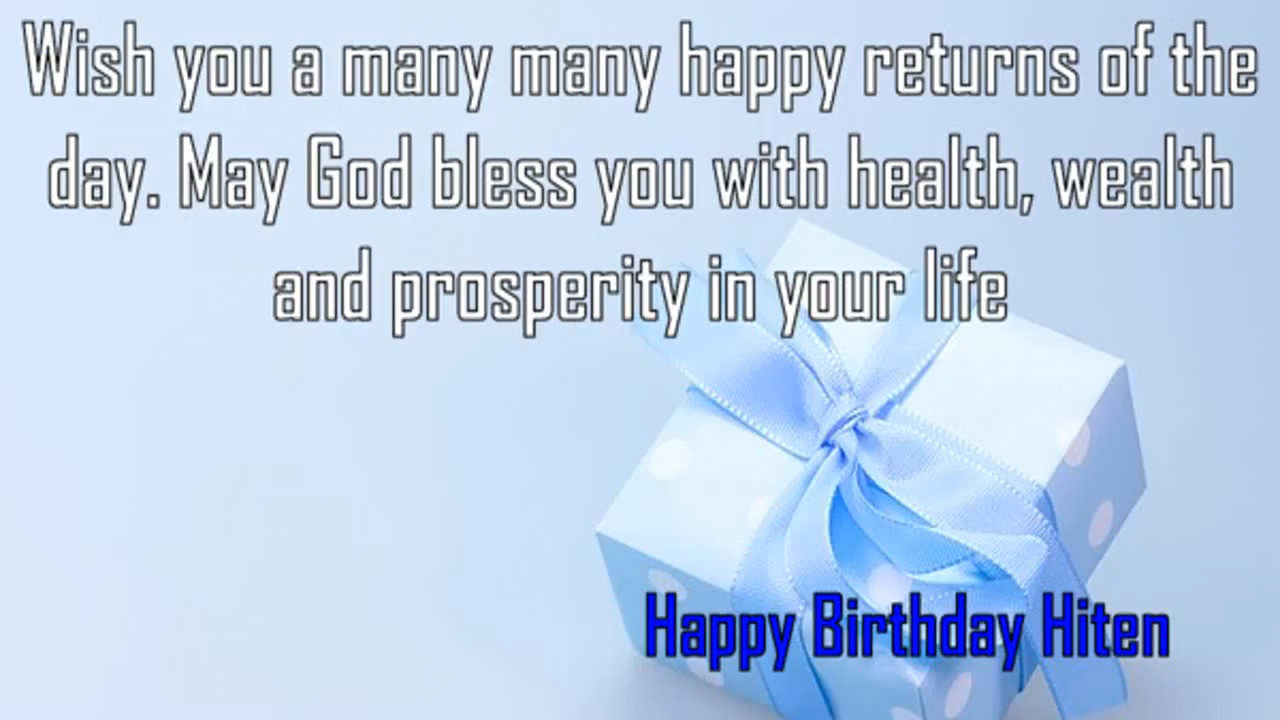 Wish you a many many happy returns of the
day. May God bless you with health, wealth
and prosperity in your life
Happy Birthday Hiten